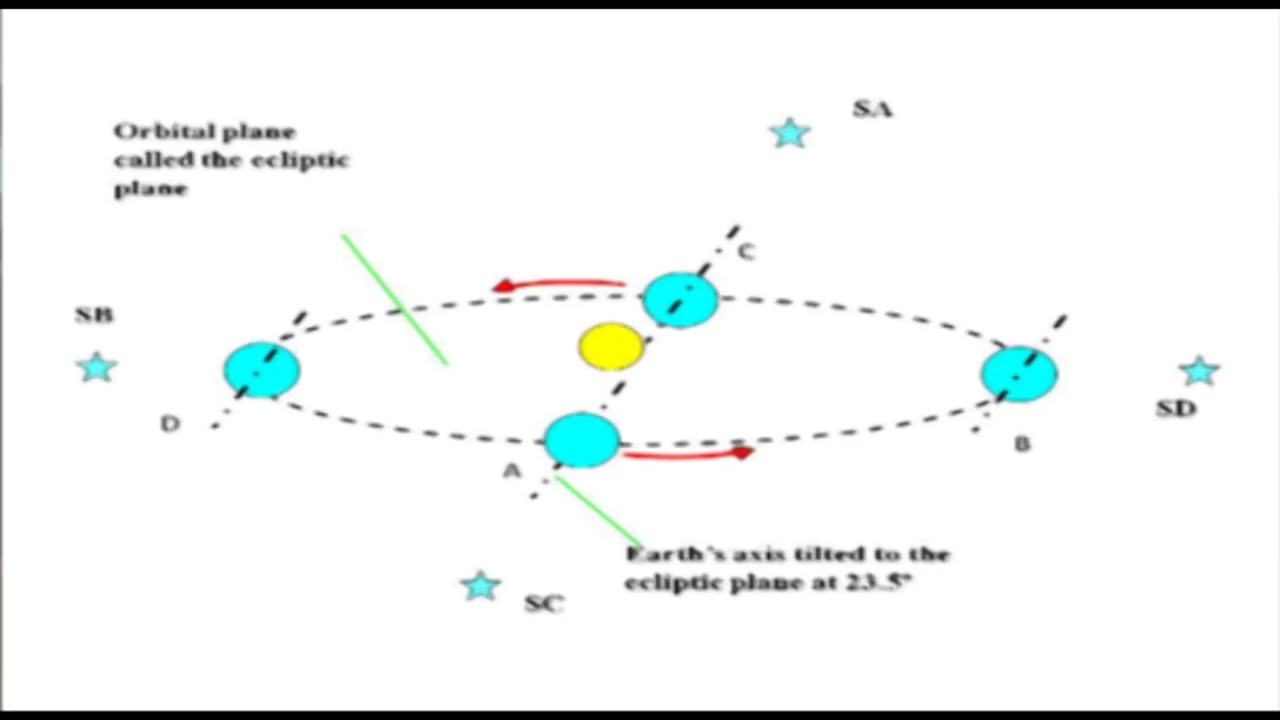 SA
Orbital plane
called the ecliptic
plane
C
SB
D
SD
B
A
Earth's axis tilted to the
ecliptic plane at 23.5°
SC